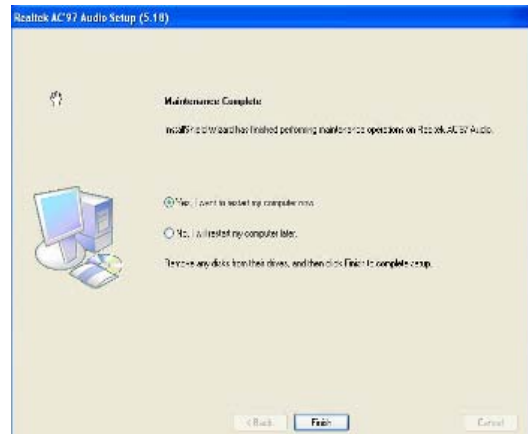 Realtek AC'97 Audio Setup (5.18)
Maintenance Complete
InstallShield Wizard has finished performing maintenance operations on Realtek AC'97 Audio.
Yes, I want to restart my computer now.
No, I will restart my computer later.
Remove any disks from their drives, and then click Finish to complete setup.
< Back
Finish
Cancel